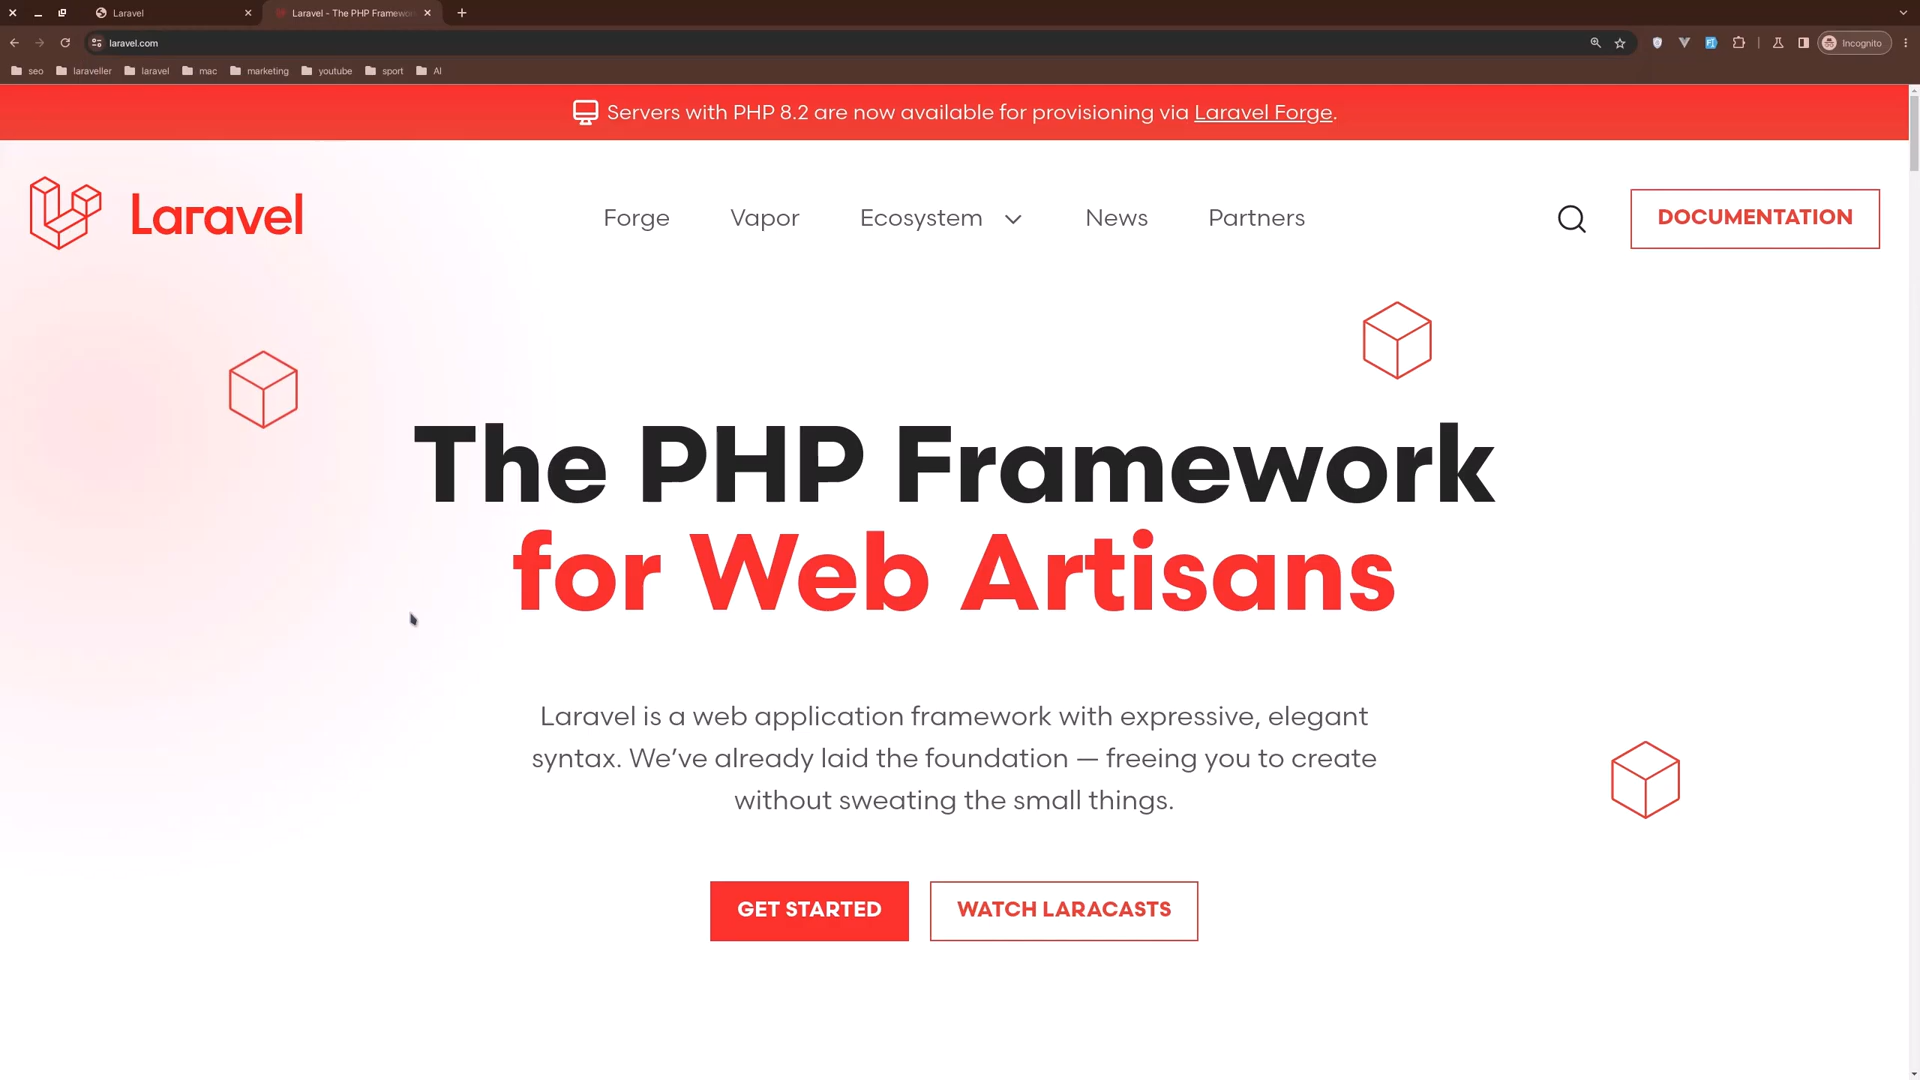 Laravel
Laravel - The PHP Framewor
laravel.com
Incognito
seo laraveller laravel mac marketing youtube sport AI
Servers with PHP 8.2 are now available for provisioning via Laravel Forge.
Laravel
Forge Vapor Ecosystem News Partners
DOCUMENTATION
The PHP Framework
for Web Artisans
Laravel is a web application framework with expressive, elegant
syntax. We’ve already laid the foundation — freeing you to create
without sweating the small things.
GET STARTED
WATCH LARACASTS